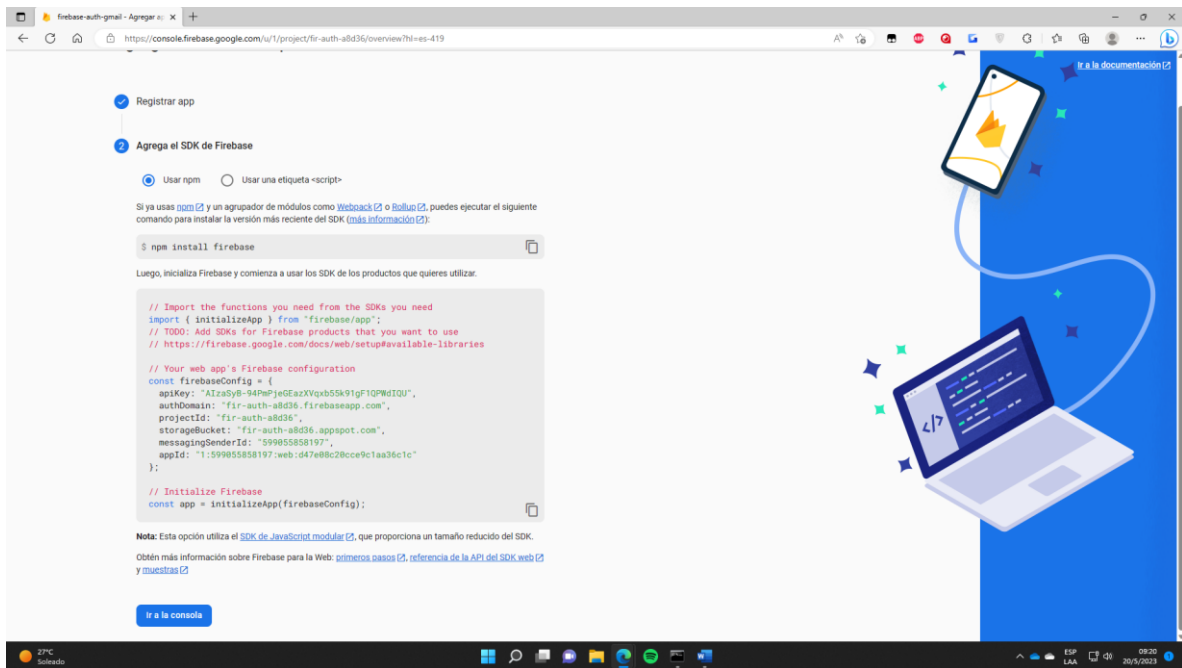 firebase-auth-gmail - Agregar ap
https://console.firebase.google.com/u/1/project/fir-auth-a8d36/overview?hl=es-419
Ir a la documentación
Registrar app
2 Agrega el SDK de Firebase
Usar npm Usar una etiqueta <script>
Si ya usas npm y un agrupador de módulos como Webpack o Rollup, puedes ejecutar el siguiente
comando para instalar la versión más reciente del SDK (más información):
$ npm install firebase
Luego, inicializa Firebase y comienza a usar los SDK de los productos que quieres utilizar.
// Import the functions you need from the SDKs you need
import { initializeApp } from "firebase/app";
// TODO: Add SDKs for Firebase products that you want to use
// https://firebase.google.com/docs/web/setup#available-libraries
// Your web app's Firebase configuration
const firebaseConfig = {
apiKey: "AIzaSyB-94PmPjeGEazXVqxb55k91gF1QPWdIQU",
authDomain: "fir-auth-a8d36.firebaseapp.com",
projectId: "fir-auth-a8d36",
storageBucket: "fir-auth-a8d36.appspot.com",
messagingSenderId: "599055858197",
appId: "1:599055858197:web:d47e08c20cce9c1aa36c1c"
};
// Initialize Firebase
const app = initializeApp(firebaseConfig);
Nota: Esta opción utiliza el SDK de JavaScript modular, que proporciona un tamaño reducido del SDK.
Obtén más información sobre Firebase para la Web: primeros pasos, referencia de la API del SDK web
y muestras
Ir a la consola
27°C
Soleado
ESP
LAA
09:20
20/5/2023